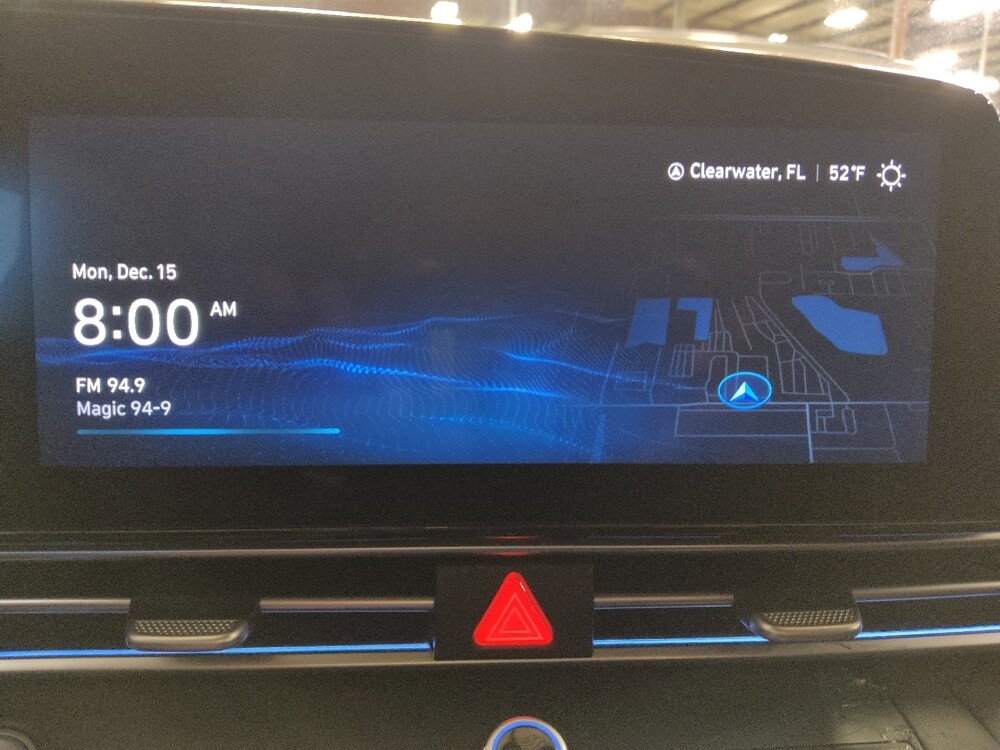 Clearwater, FL | 52°F
Mon, Dec. 15
8:00 AM
FM 94.9
Magic 94-9